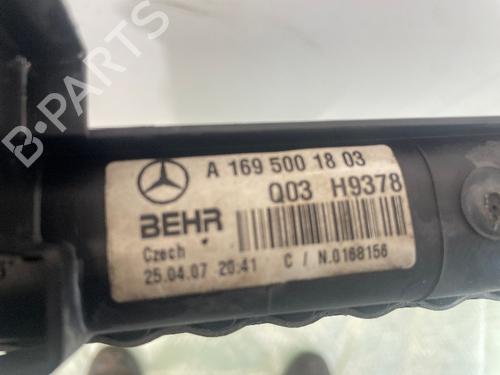 B-PARTS
A 169 500 18 03
Q03 H9378
BEHR
Czech
25.04.07 20:41 C / N.0168156